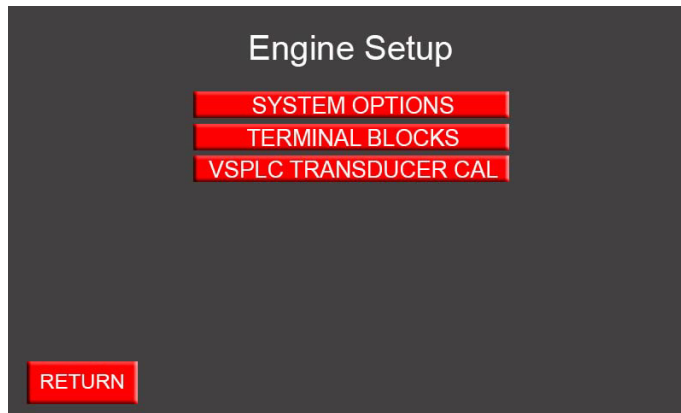 Engine Setup
SYSTEM OPTIONS
TERMINAL BLOCKS
VSPLC TRANSDUCER CAL
RETURN